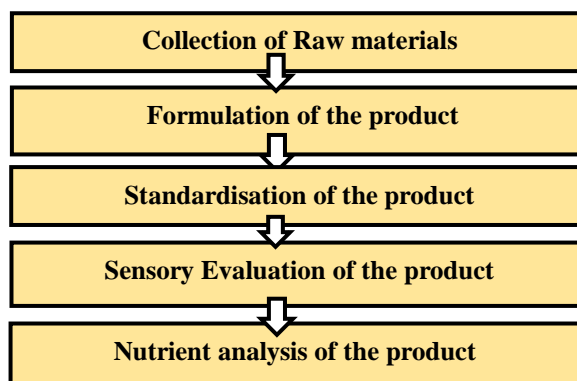 Collection of Raw materials
Formulation of the product
Standardisation of the product
Sensory Evaluation of the product
Nutrient analysis of the product